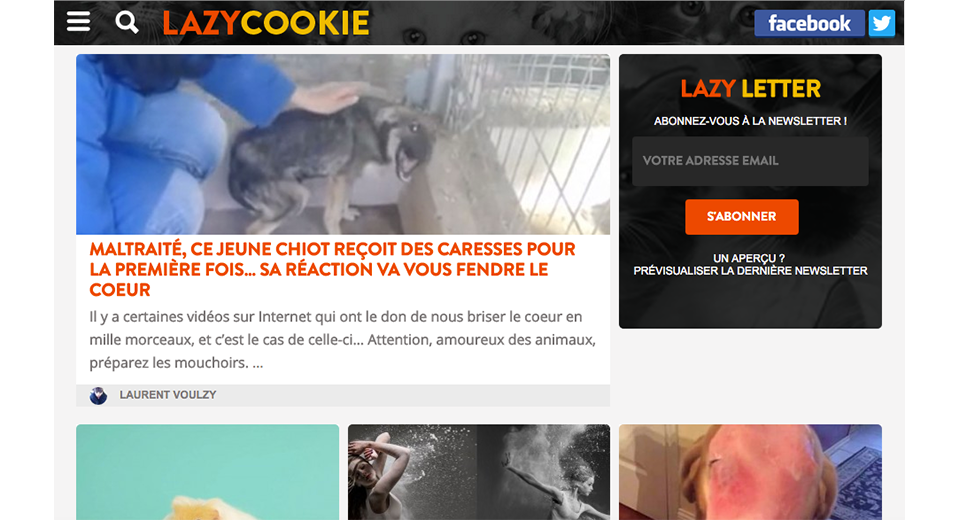 LAZYCOOKIE
facebook
MALTRAITÉ, CE JEUNE CHIOT REÇOIT DES CARESSES POUR
LA PREMIÈRE FOIS... SA RÉACTION VA VOUS FENDRE LE
COEUR
Il y a certaines vidéos sur Internet qui ont le don de nous briser le coeur en
mille morceaux, et c'est le cas de celle-ci... Attention, amoureux des animaux,
préparez les mouchoirs. ...
LAURENT VOULZY
LAZY LETTER
ABONNEZ-VOUS À LA NEWSLETTER !
VOTRE ADRESSE EMAIL
S'ABONNER
UN APERÇU ?
PRÉVISUALISER LA DERNIÈRE NEWSLETTER